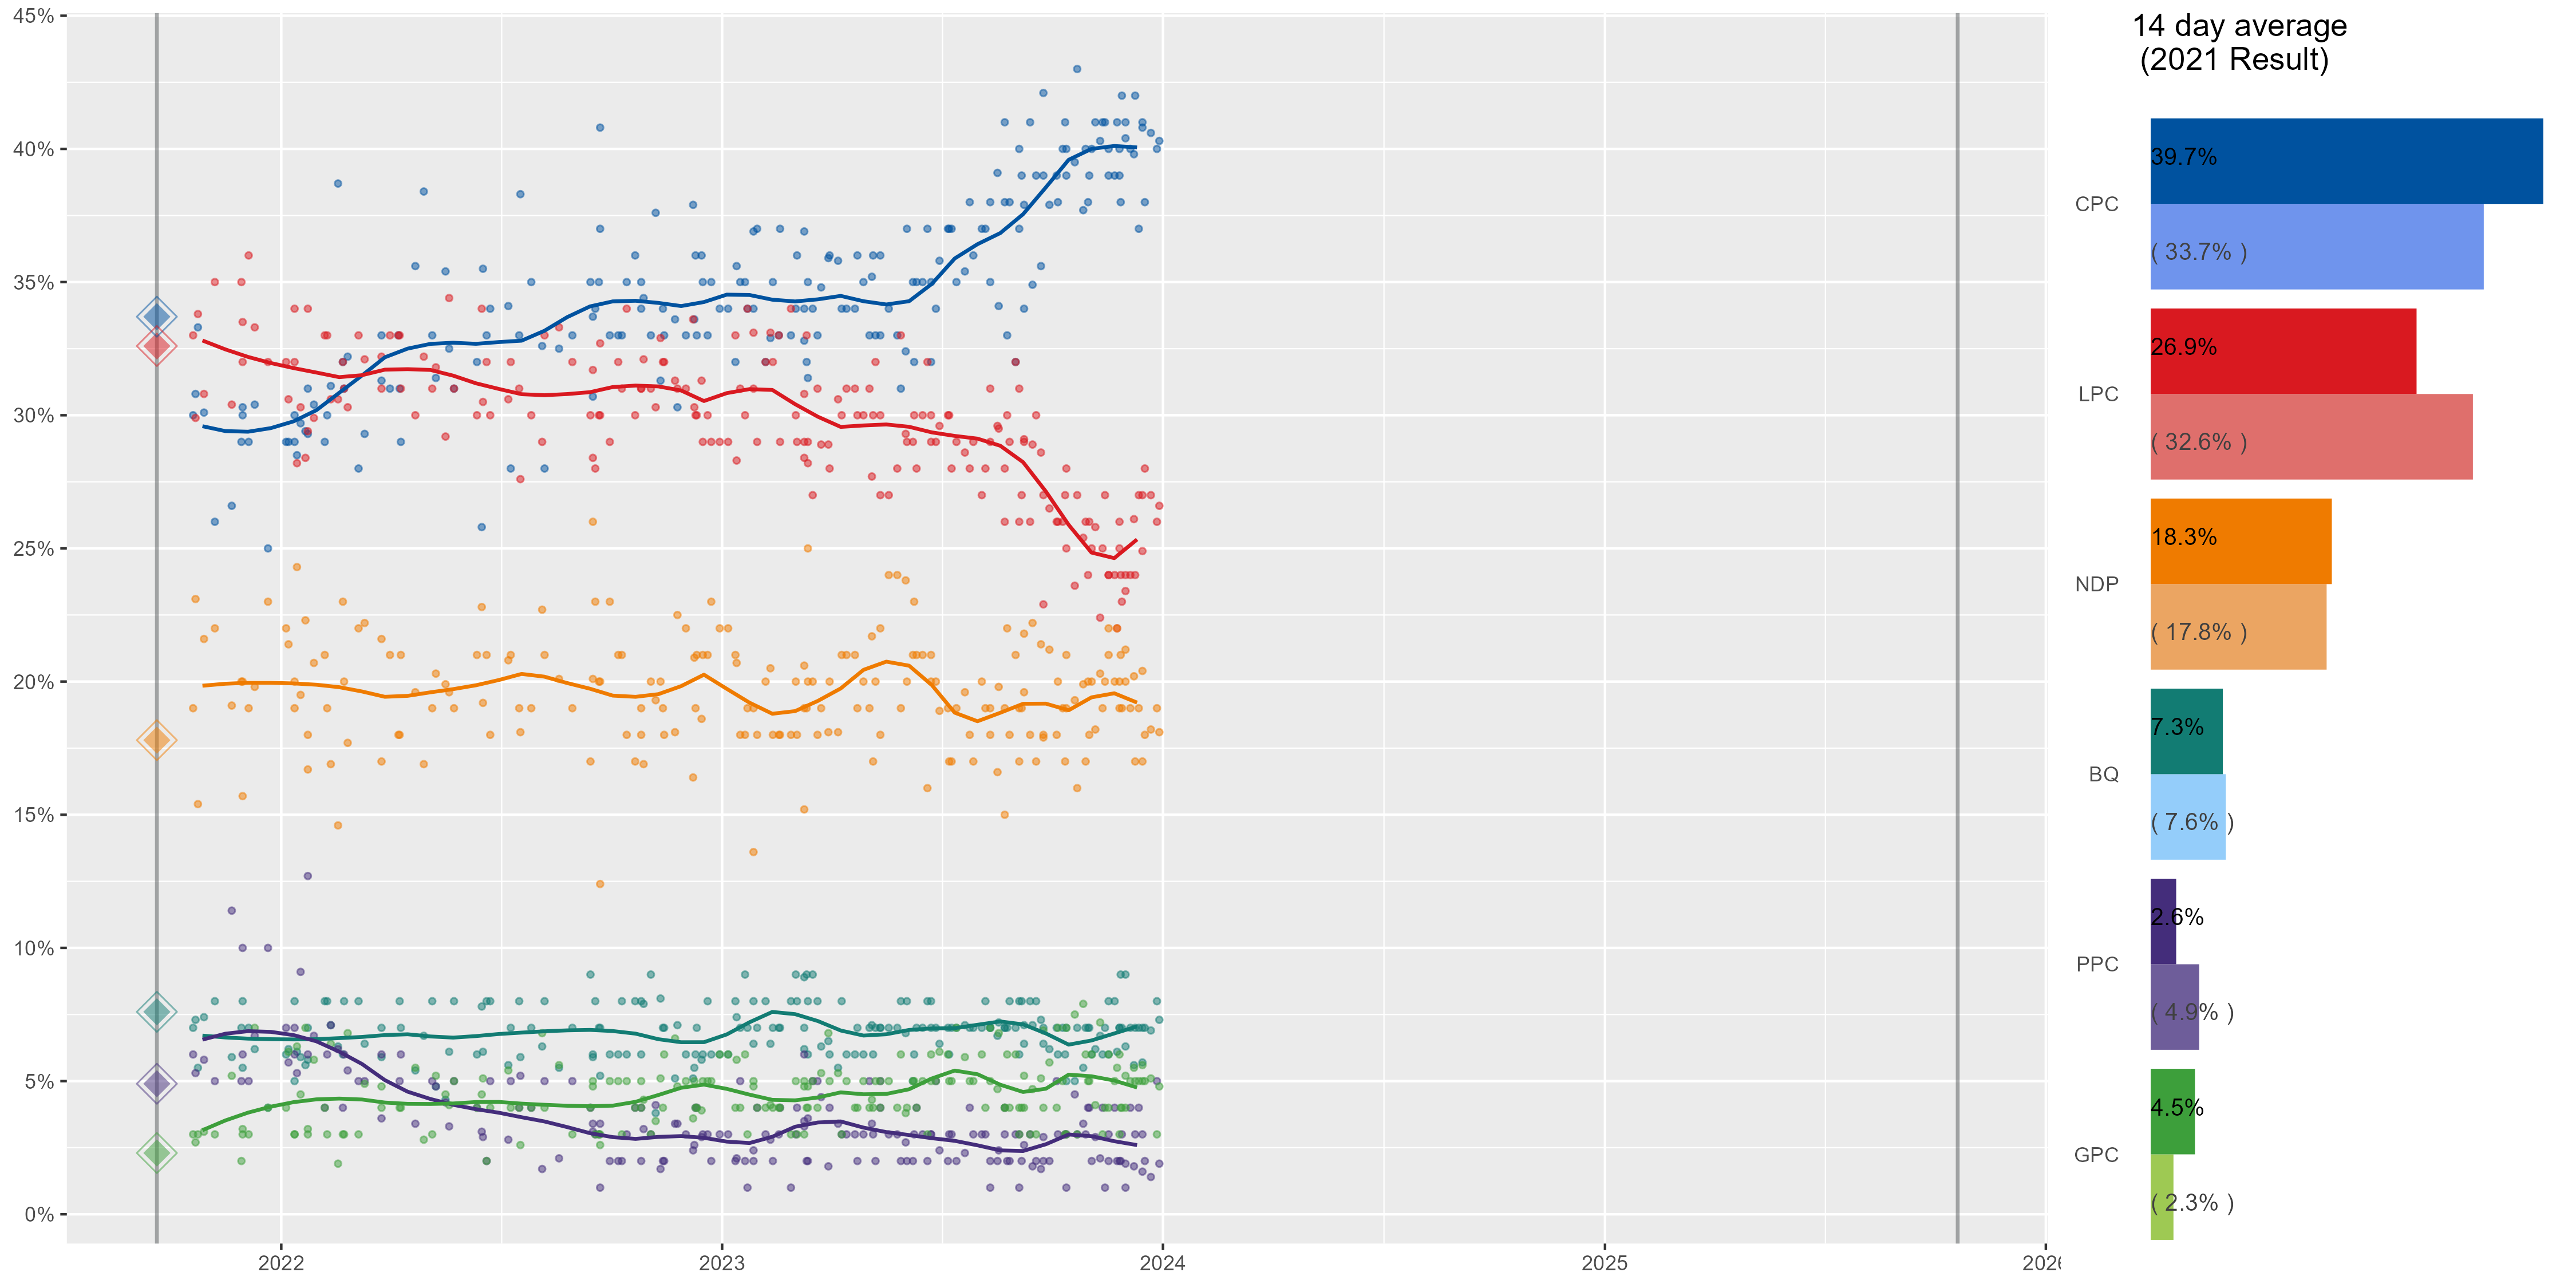 45%
40%
35%
30%
25%
20%
15%
10%
5%
0%
2022
2023
2024
2025
14 day average
(2021 Result)
CPC
39.7%
( 33.7% )
LPC
26.9%
( 32.6% )
NDP
18.3%
( 17.8% )
BQ
7.3%
( 7.6% )
PPC
2.6%
( 4.9% )
GPC
4.5%
( 2.3% )